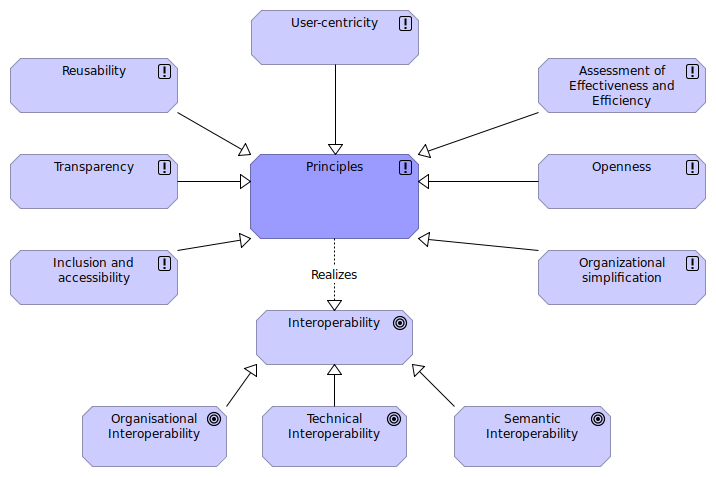 User-centricity
Reusability
Assessment of
Effectiveness and
Efficiency
Transparency
Principles
Openness
Inclusion and
accessibility
Organizational
simplification
Realizes
Interoperability
Organisational
Interoperability
Technical
Interoperability
Semantic
Interoperability